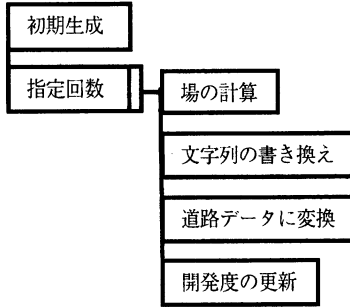 初期生成
指定回数
場の計算
文字列の書き換え
道路データに変換
開発度の更新